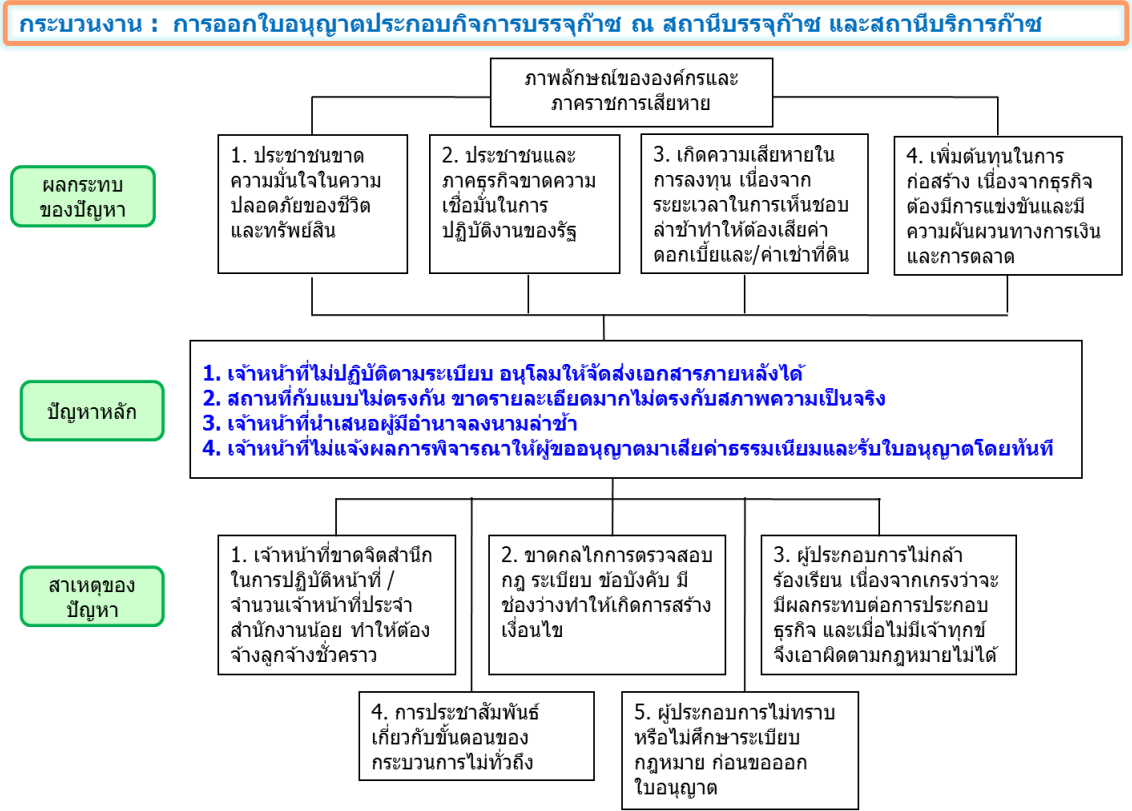 กระบวนงาน : การออกใบอนุญาตประกอบกิจการบรรจุก๊าซ ณ สถานีบรรจุก๊าซ และสถานีบริการก๊าซ
ภาพลักษณ์ขององค์กรและ
ภาคราชการเสียหาย
ผลกระทบ
ของปัญหา
1. ประชาชนขาด
ความมั่นใจในความ
ปลอดภัยของชีวิต
และทรัพย์สิน
2. ประชาชนและ
ภาคธุรกิจขาดความ
เชื่อมั่นในการ
ปฏิบัติงานของรัฐ
3. เกิดความเสียหายใน
การลงทุน เนื่องจาก
ระยะเวลาในการเห็นชอบ
ล่าช้าทำให้ต้องเสียค่า
ดอกเบี้ยและ/ค่าเช่าที่ดิน
4. เพิ่มต้นทุนในการ
ก่อสร้าง เนื่องจากธุรกิจ
ต้องมีการแข่งขันและมี
ความผันผวนทางการเงิน
และการตลาด
ปัญหาหลัก
1. เจ้าหน้าที่ไม่ปฏิบัติตามระเบียบ อนุโลมให้จัดส่งเอกสารภายหลังได้
2. สถานที่กับแบบไม่ตรงกัน ขาดรายละเอียดมากไม่ตรงกับสภาพความเป็นจริง
3. เจ้าหน้าที่นำเสนอผู้มีอำนาจลงนามล่าช้า
4. เจ้าหน้าที่ไม่แจ้งผลการพิจารณาให้ผู้ขออนุญาตมาเสียค่าธรรมเนียมและรับใบอนุญาตโดยทันที
สาเหตุของ
ปัญหา
1. เจ้าหน้าที่ขาดจิตสำนึก
ในการปฏิบัติหน้าที่ /
จำนวนเจ้าหน้าที่ประจำ
สำนักงานน้อย ทำให้ต้อง
จ้างลูกจ้างชั่วคราว
2. ขาดกลไกการตรวจสอบ
กฎ ระเบียบ ข้อบังคับ มี
ช่องว่างทำให้เกิดการสร้าง
เงื่อนไข
3. ผู้ประกอบการไม่กล้า
ร้องเรียน เนื่องจากเกรงว่าจะ
มีผลกระทบต่อการประกอบ
ธุรกิจ และเมื่อไม่มีเจ้าทุกข์
จึงเอาผิดตามกฎหมายไม่ได้
4. การประชาสัมพันธ์
เกี่ยวกับขั้นตอนของ
กระบวนการไม่ทั่วถึง
5. ผู้ประกอบการไม่ทราบ
หรือไม่ศึกษาระเบียบ
กฎหมาย ก่อนขอออก
ใบอนุญาต